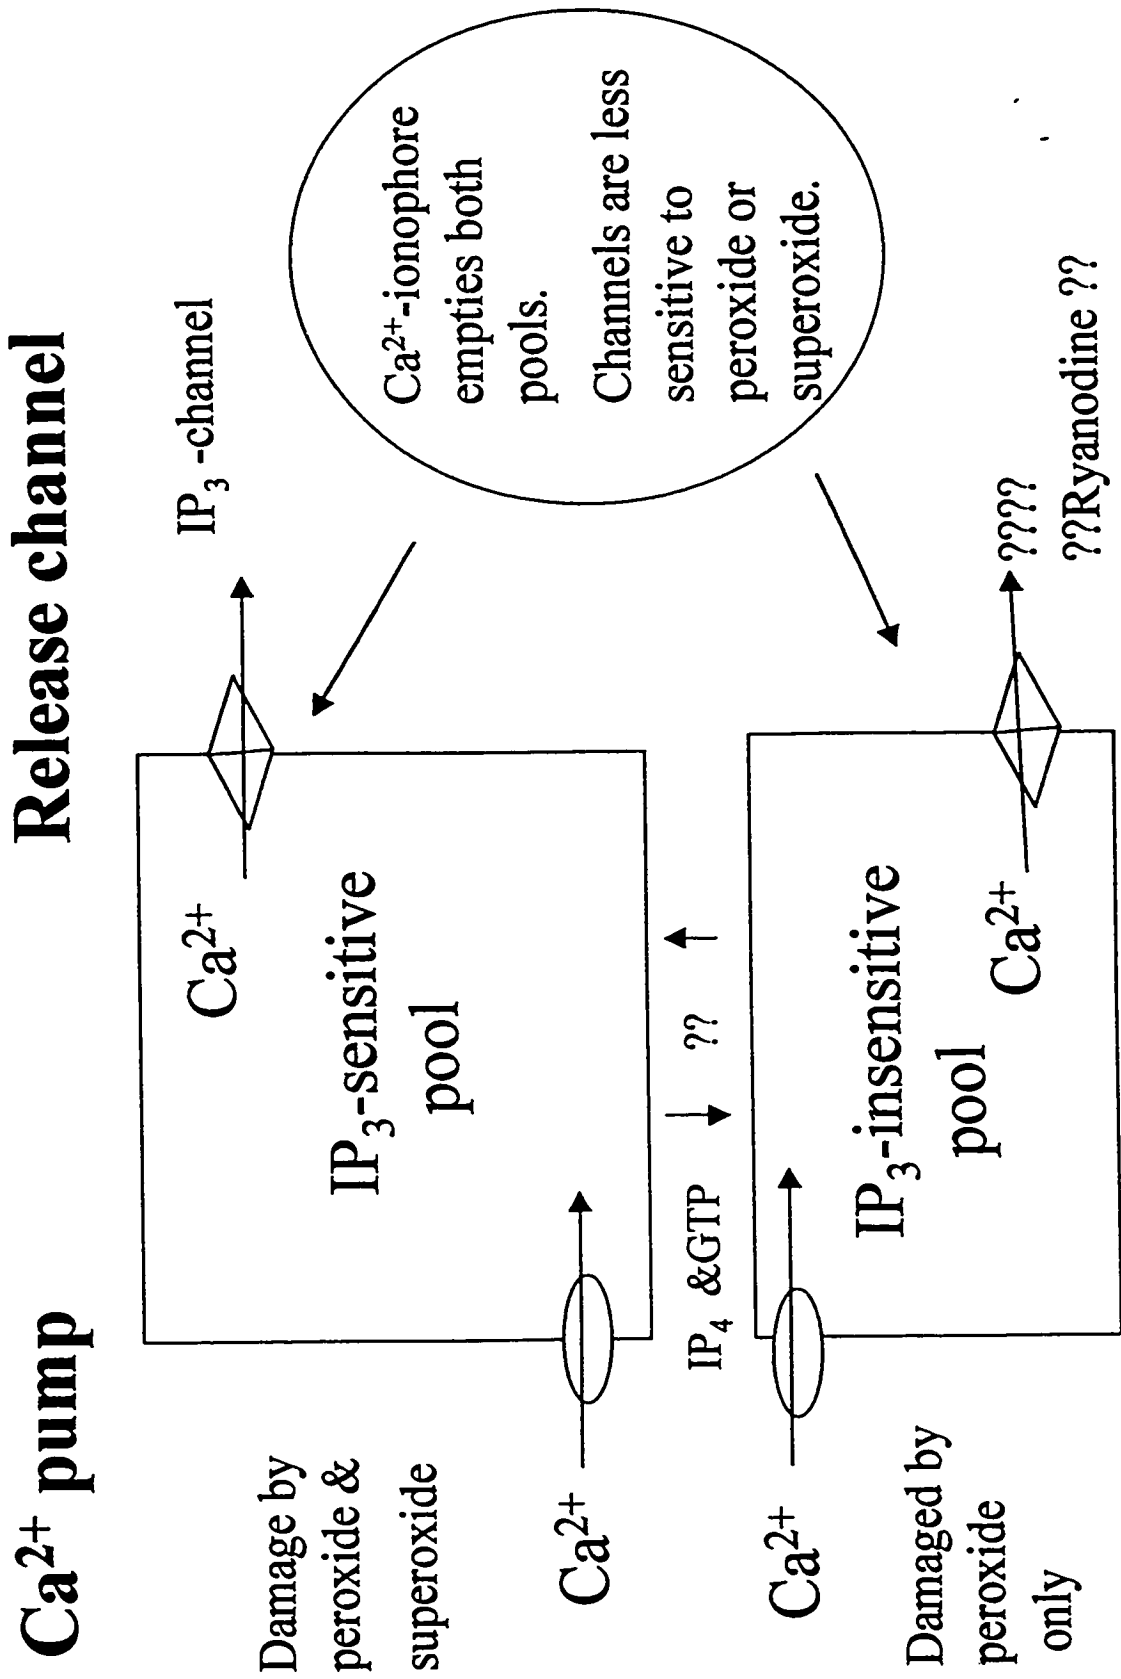 Ca²⁺ pump
Release channel
Damage by
peroxide &
superoxide
Ca²⁺
Ca²⁺
IP₃-sensitive
pool
IP₃ -channel
IP₄ &GTP
??
Ca²⁺-ionophore
empties both
pools.
Channels are less
sensitive to
peroxide or
superoxide.
Ca²⁺
Damaged by
peroxide
only
IP₃-insensitive
pool
Ca²⁺
????
??Ryanodine ??